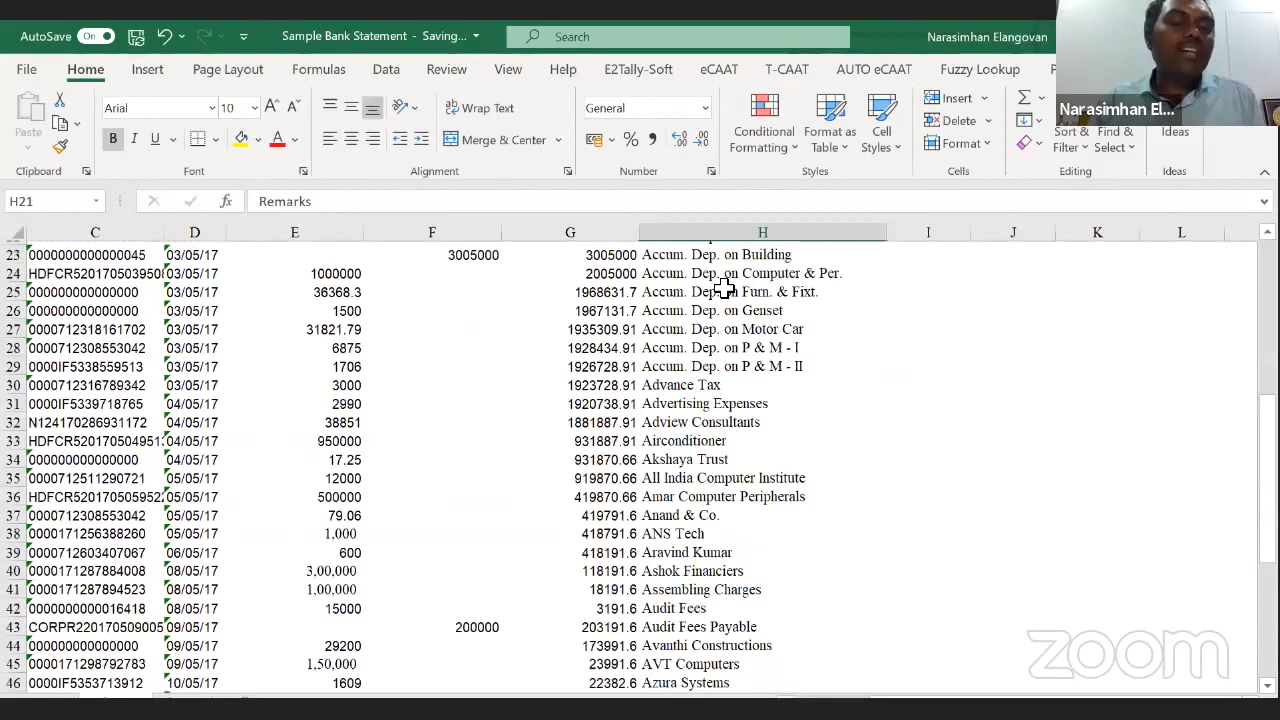 AutoSave On Sample Bank Statement - Saving... Search Narasimhan Elangovan
File Home Insert Page Layout Formulas Data Review View Help E2Tally-Soft eCAAT T-CAAT AUTO eCAAT Fuzzy Lookup
Narasimhan El...
Paste Arial 10 Wrap Text General Conditional Formatting Format as Table Cell Styles Insert
Delete Sort & Filter Find & Select Ideas
B I U A Merge & Center % Format
Clipboard Font Alignment Number Styles Cells Editing Ideas
H21 fx Remarks
C D E F G H I J K L
23 0000000000000045 03/05/17 3005000 3005000 Accum. Dep. on Building
24 HDFCR520170503950 03/05/17 1000000 2005000 Accum. Dep. on Computer & Per.
25 000000000000000 03/05/17 36368.3 1968631.7 Accum. Dep. on Furn. & Fixt.
26 000000000000000 03/05/17 1500 1967131.7 Accum. Dep. on Genset
27 0000712318161702 03/05/17 31821.79 1935309.91 Accum. Dep. on Motor Car
28 0000712308553042 03/05/17 6875 1928434.91 Accum. Dep. on P & M - I
29 0000IF5338559513 03/05/17 1706 1926728.91 Accum. Dep. on P & M - II
30 0000712316789342 03/05/17 3000 1923728.91 Advance Tax
31 0000IF5339718765 04/05/17 2990 1920738.91 Advertising Expenses
32 N124170286931172 04/05/17 38851 1881887.91 Adview Consultants
33 HDFCR520170504951 04/05/17 950000 931887.91 Airconditioner
34 000000000000000 04/05/17 17.25 931870.66 Akshaya Trust
35 0000712511290721 05/05/17 12000 919870.66 All India Computer Institute
36 HDFCR520170505952 05/05/17 500000 419870.66 Amar Computer Peripherals
37 0000712308553042 05/05/17 79.06 419791.6 Anand & Co.
38 0000171256388260 05/05/17 1,000 418791.6 ANS Tech
39 0000712603407067 06/05/17 600 418191.6 Aravind Kumar
40 0000171287884008 08/05/17 3,00,000 118191.6 Ashok Financiers
41 0000171287894523 08/05/17 1,00,000 18191.6 Assembling Charges
42 0000000000016418 08/05/17 15000 3191.6 Audit Fees
43 CORPR220170509005 09/05/17 200000 203191.6 Audit Fees Payable
44 000000000000000 09/05/17 29200 173991.6 Avanthi Constructions
45 0000171298792783 09/05/17 1,50,000 23991.6 AVT Computers
46 0000IF5353713912 10/05/17 1609 22382.6 Azura Systems
zoom